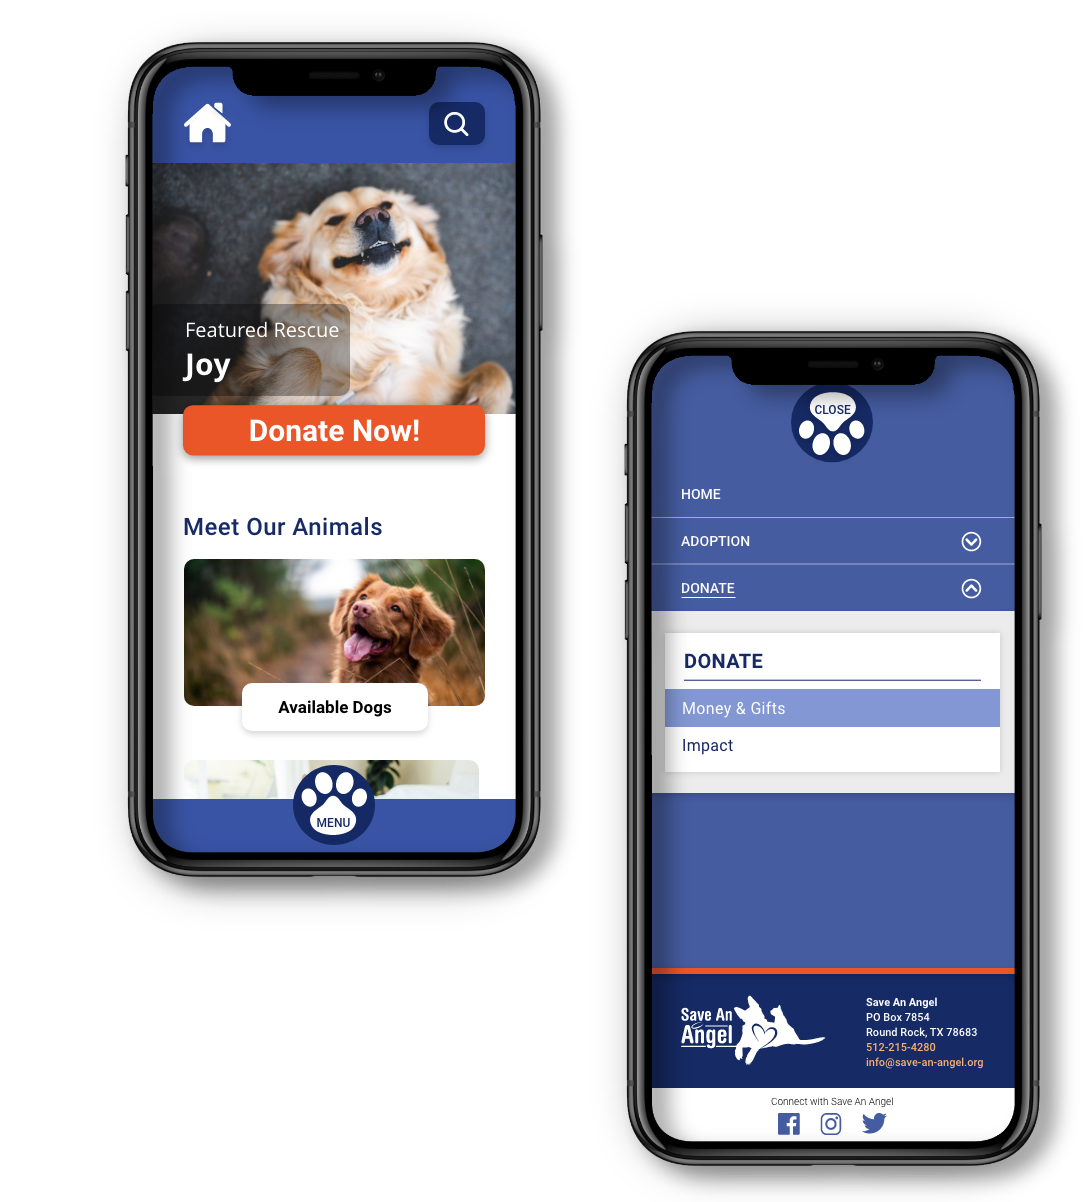 Featured Rescue
Joy
Donate Now!
Meet Our Animals
Available Dogs
MENU
CLOSE
HOME
ADOPTION
DONATE
DONATE
Money & Gifts
Impact
Save An
Angel
Save An Angel
PO Box 7854
Round Rock, TX 78683
512-215-4280
info@save-an-angel.org
Connect with Save An Angel